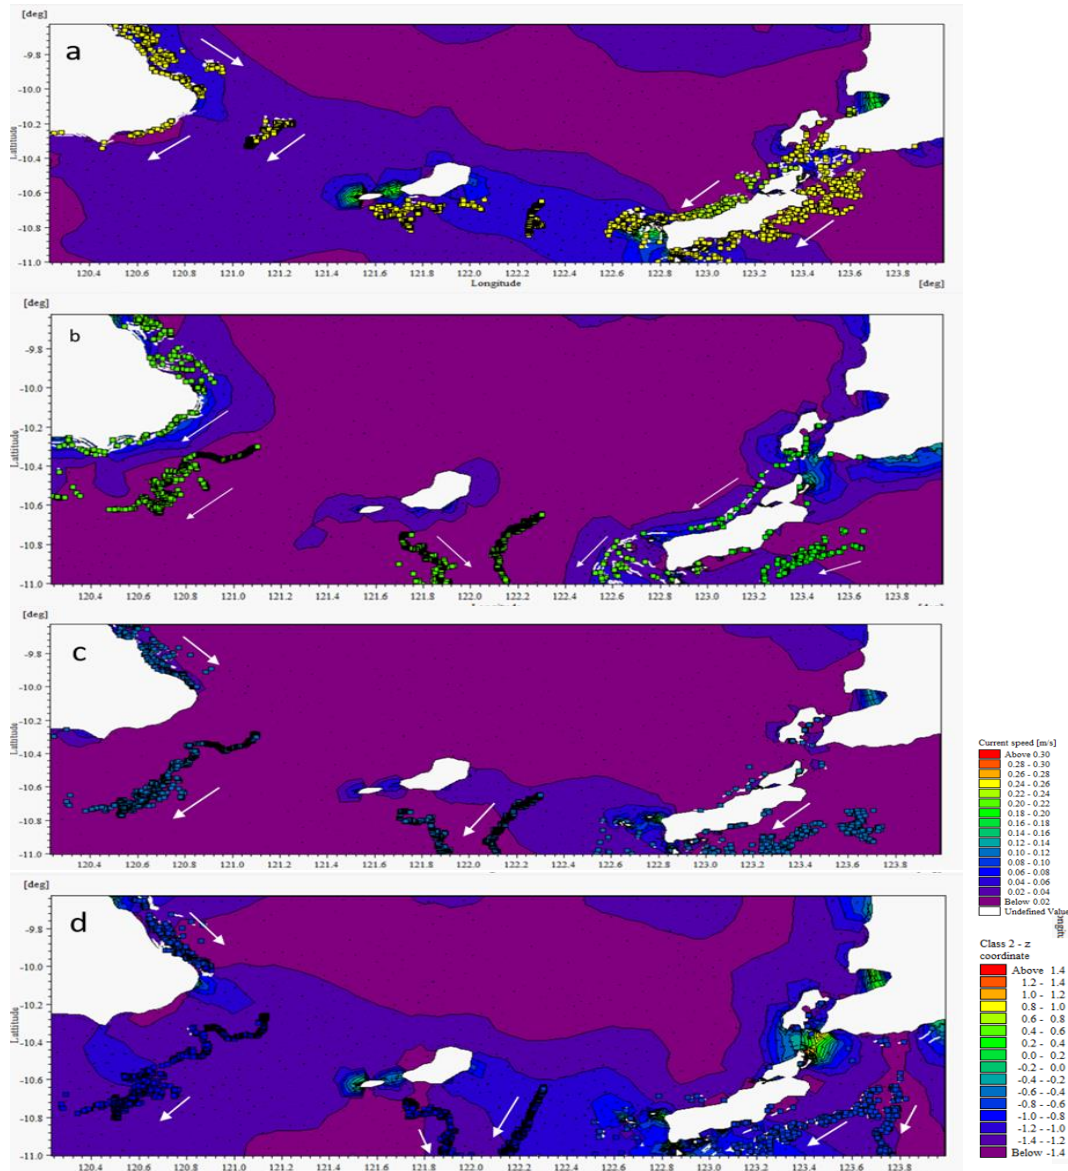 [deg]
a
-9.8
-10.0
-10.2
-10.4
-10.6
-10.8
-11.0
Lattitude
120.4 120.6 120.8 121.0 121.2 121.4 121.6 121.8 122.0 122.2 122.4 122.6 122.8 123.0 123.2 123.4 123.6 123.8
Longitude [deg]
[deg]
b
-9.8
-10.0
-10.2
-10.4
-10.6
-10.8
-11.0
Lattitude
120.4 120.6 120.8 121.0 121.2 121.4 121.6 121.8 122.0 122.2 122.4 122.6 122.8 123.0 123.2 123.4 123.6 123.8
[deg]
c
-9.8
-10.0
-10.2
-10.4
-10.6
-10.8
-11.0
Lattitude
120.4 120.6 120.8 121.0 121.2 121.4 121.6 121.8 122.0 122.2 122.4 122.6 122.8 123.0 123.2 123.4 123.6 123.8
[deg]
d
-9.8
-10.0
-10.2
-10.4
-10.6
-10.8
-11.0
Lattitude
120.4 120.6 120.8 121.0 121.2 121.4 121.6 121.8 122.0 122.2 122.4 122.6 122.8 123.0 123.2 123.4 123.6 123.8
Current speed [m/s]
Above 0.30
0.28 - 0.30
0.26 - 0.28
0.24 - 0.26
0.22 - 0.24
0.20 - 0.22
0.18 - 0.20
0.16 - 0.18
0.14 - 0.16
0.12 - 0.14
0.10 - 0.12
0.08 - 0.10
0.06 - 0.08
0.04 - 0.06
0.02 - 0.04
Below 0.02
Undefined Value
Class 2 - z
coordinate
Above 1.4
1.2 - 1.4
1.0 - 1.2
0.8 - 1.0
0.6 - 0.8
0.4 - 0.6
0.2 - 0.4
0.0 - 0.2
-0.2 - 0.0
-0.4 - -0.2
-0.6 - -0.4
-0.8 - -0.6
-1.0 - -0.8
-1.2 - -1.0
-1.4 - -1.2
Below -1.4